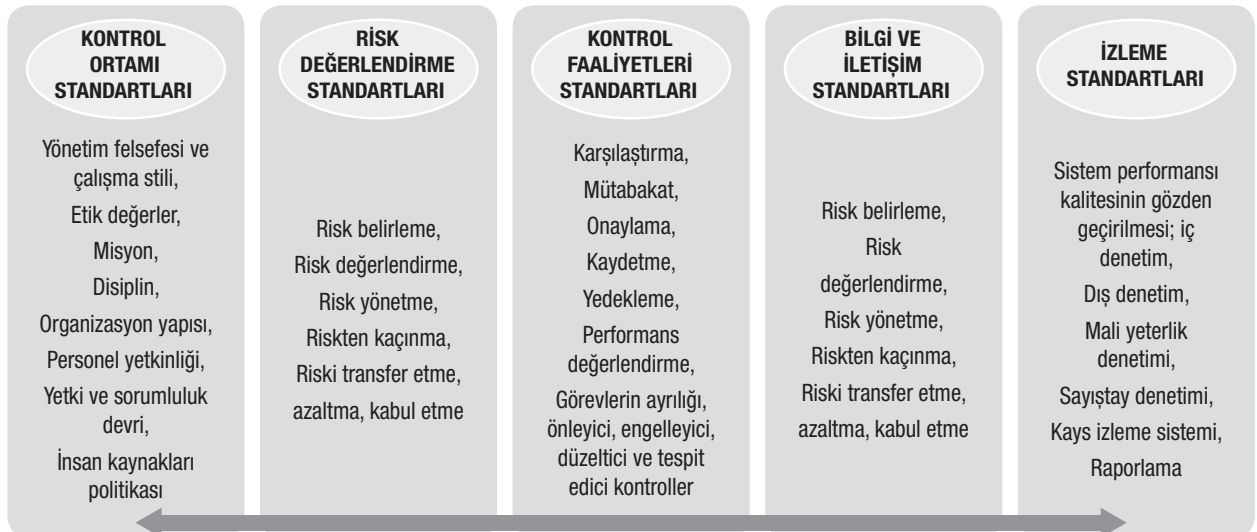 KONTROL
ORTAMI
STANDARTLARI
Yönetim felsefesi ve
çalışma stili,
Etik değerler,
Misyon,
Disiplin,
Organizasyon yapısı,
Personel yetkinliği,
Yetki ve sorumluluk
devri,
İnsan kaynakları
politikası
RİSK
DEĞERLENDİRME
STANDARTLARI
Risk belirleme,
Risk değerlendirme,
Risk yönetme,
Riskten kaçınma,
Riski transfer etme,
azaltma, kabul etme
KONTROL
FAALİYETLERİ
STANDARTLARI
Karşılaştırma,
Mütabakat,
Onaylama,
Kaydetme,
Yedekleme,
Performans
değerlendirme,
Görevlerin ayrılığı,
önleyici, engelleyici,
düzeltici ve tespit
edici kontroller
BİLGİ VE
İLETİŞİM
STANDARTLARI
Risk belirleme,
Risk
değerlendirme,
Risk yönetme,
Riskten kaçınma,
Riski transfer etme,
azaltma, kabul etme
İZLEME
STANDARTLARI
Sistem performansı
kalitesinin gözden
geçirilmesi; iç
denetim,
Dış denetim,
Mali yeterlik
denetimi,
Sayıştay denetimi,
Kays izleme sistemi,
Raporlama